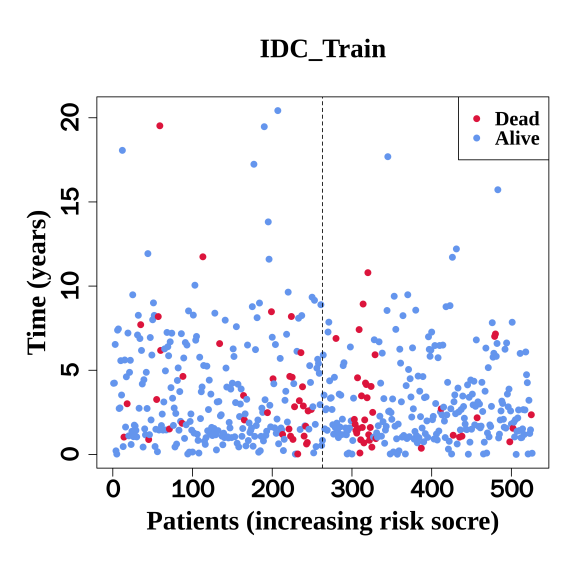 IDC_Train
Dead
Alive
Time (years)
20
15
10
5
0
0 100 200 300 400 500
Patients (increasing risk socre)